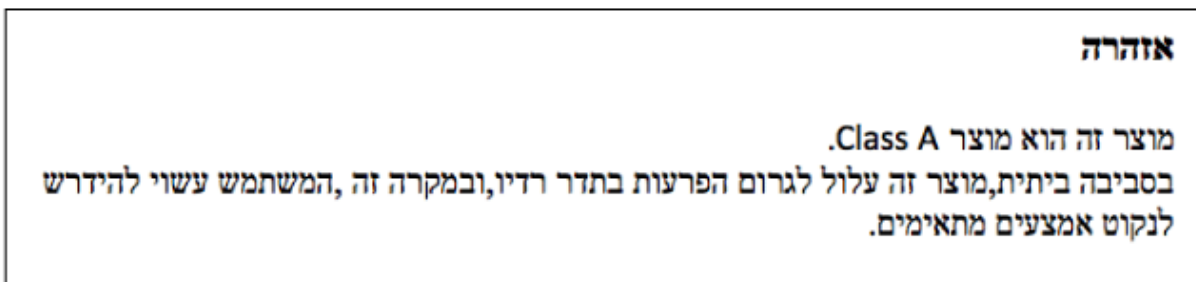 אזהרה
מוצר זה הוא מוצר Class A.
בסביבה ביתית,מוצר זה עלול לגרום הפרעות בתדר רדיו,ובמקרה זה ,המשתמש עשוי להידרש
לנקוט אמצעים מתאימים.